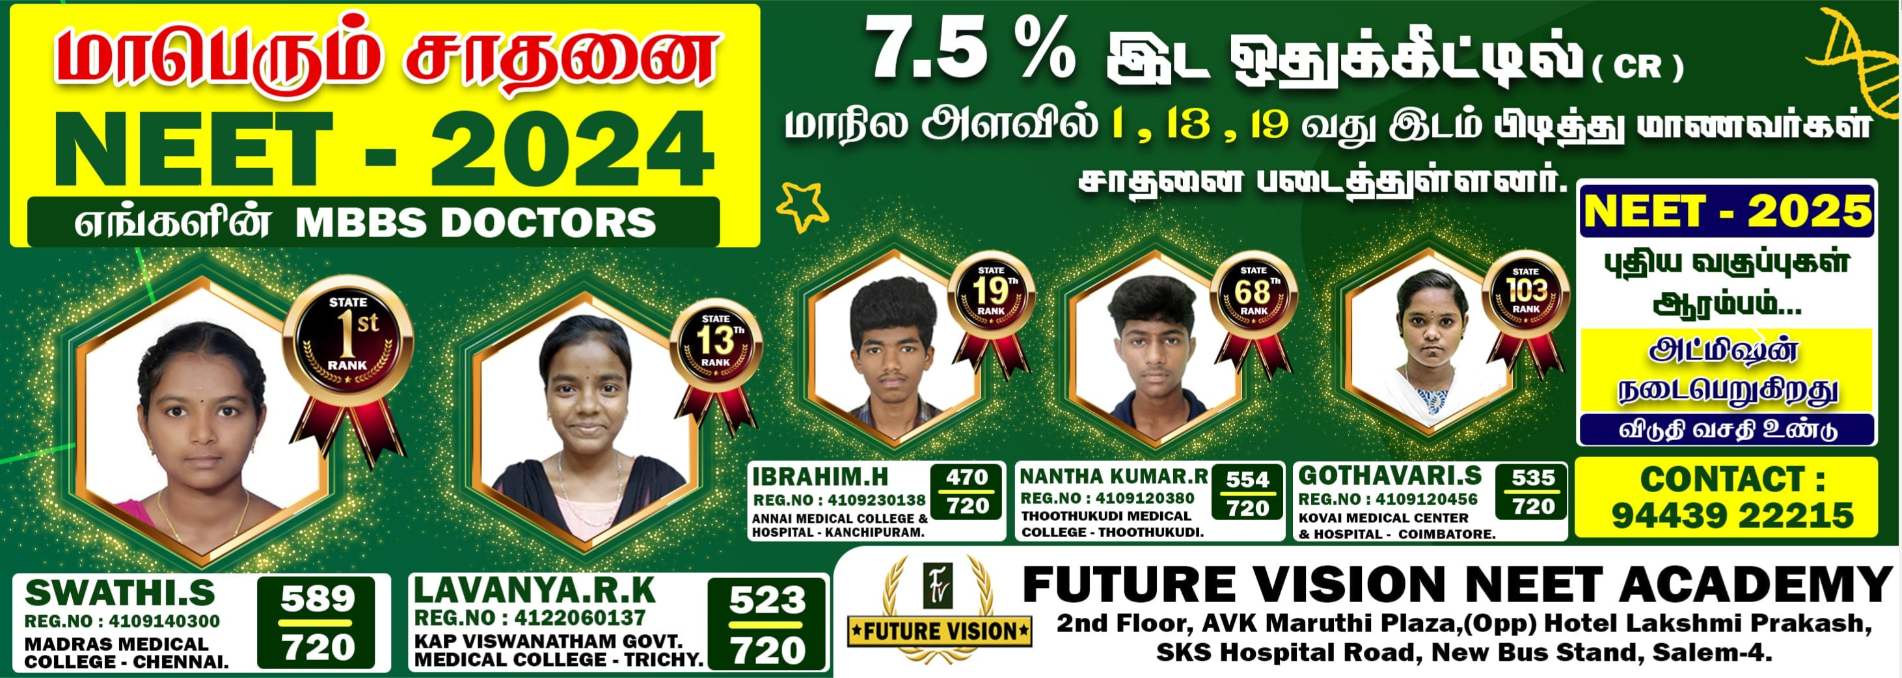 மாபெரும் சாதனை
NEET - 2024
எங்களின் MBBS DOCTORS
7.5 % இட ஒதுக்கீட்டில் ( CR )
மாநில அளவில் 1 , 13 , 19 வது இடம் பிடித்து மாணவர்கள்
சாதனை படைத்துள்ளனர்.
STATE
1st
RANK
SWATHI.S
REG.NO : 4109140300
MADRAS MEDICAL
COLLEGE - CHENNAI.
589
720
STATE
13Th
RANK
LAVANYA.R.K
REG.NO : 4122060137
KAP VISWANATHAM GOVT.
MEDICAL COLLEGE - TRICHY.
523
720
STATE
19Th
RANK
IBRAHIM.H
REG.NO : 4109230138
ANNAI MEDICAL COLLEGE &
HOSPITAL - KANCHIPURAM.
470
720
STATE
68Th
RANK
NANTHA KUMAR.R
REG.NO : 4109120380
THOOTHUKUDI MEDICAL
COLLEGE - THOOTHUKUDI.
554
720
STATE
103
RANK
GOTHAVARI.S
REG.NO : 4109120456
KOVAI MEDICAL CENTER
& HOSPITAL - COIMBATORE.
535
720
NEET - 2025
புதிய வகுப்புகள்
ஆரம்பம்...
அட்மிஷன்
நடைபெறுகிறது
விடுதி வசதி உண்டு
CONTACT :
94439 22215
FV
FUTURE VISION
FUTURE VISION NEET ACADEMY
2nd Floor, AVK Maruthi Plaza,(Opp) Hotel Lakshmi Prakash,
SKS Hospital Road, New Bus Stand, Salem-4.